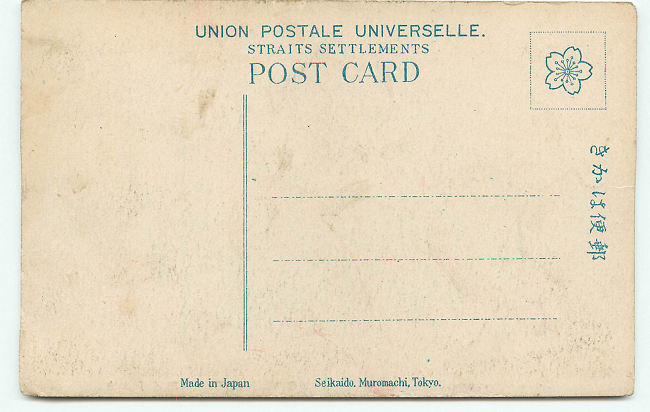 UNION POSTALE UNIVERSELLE.
STRAITS SETTLEMENTS
POST CARD
きかは便郵
Made in Japan
Seikaido. Muromachi, Tokyo.